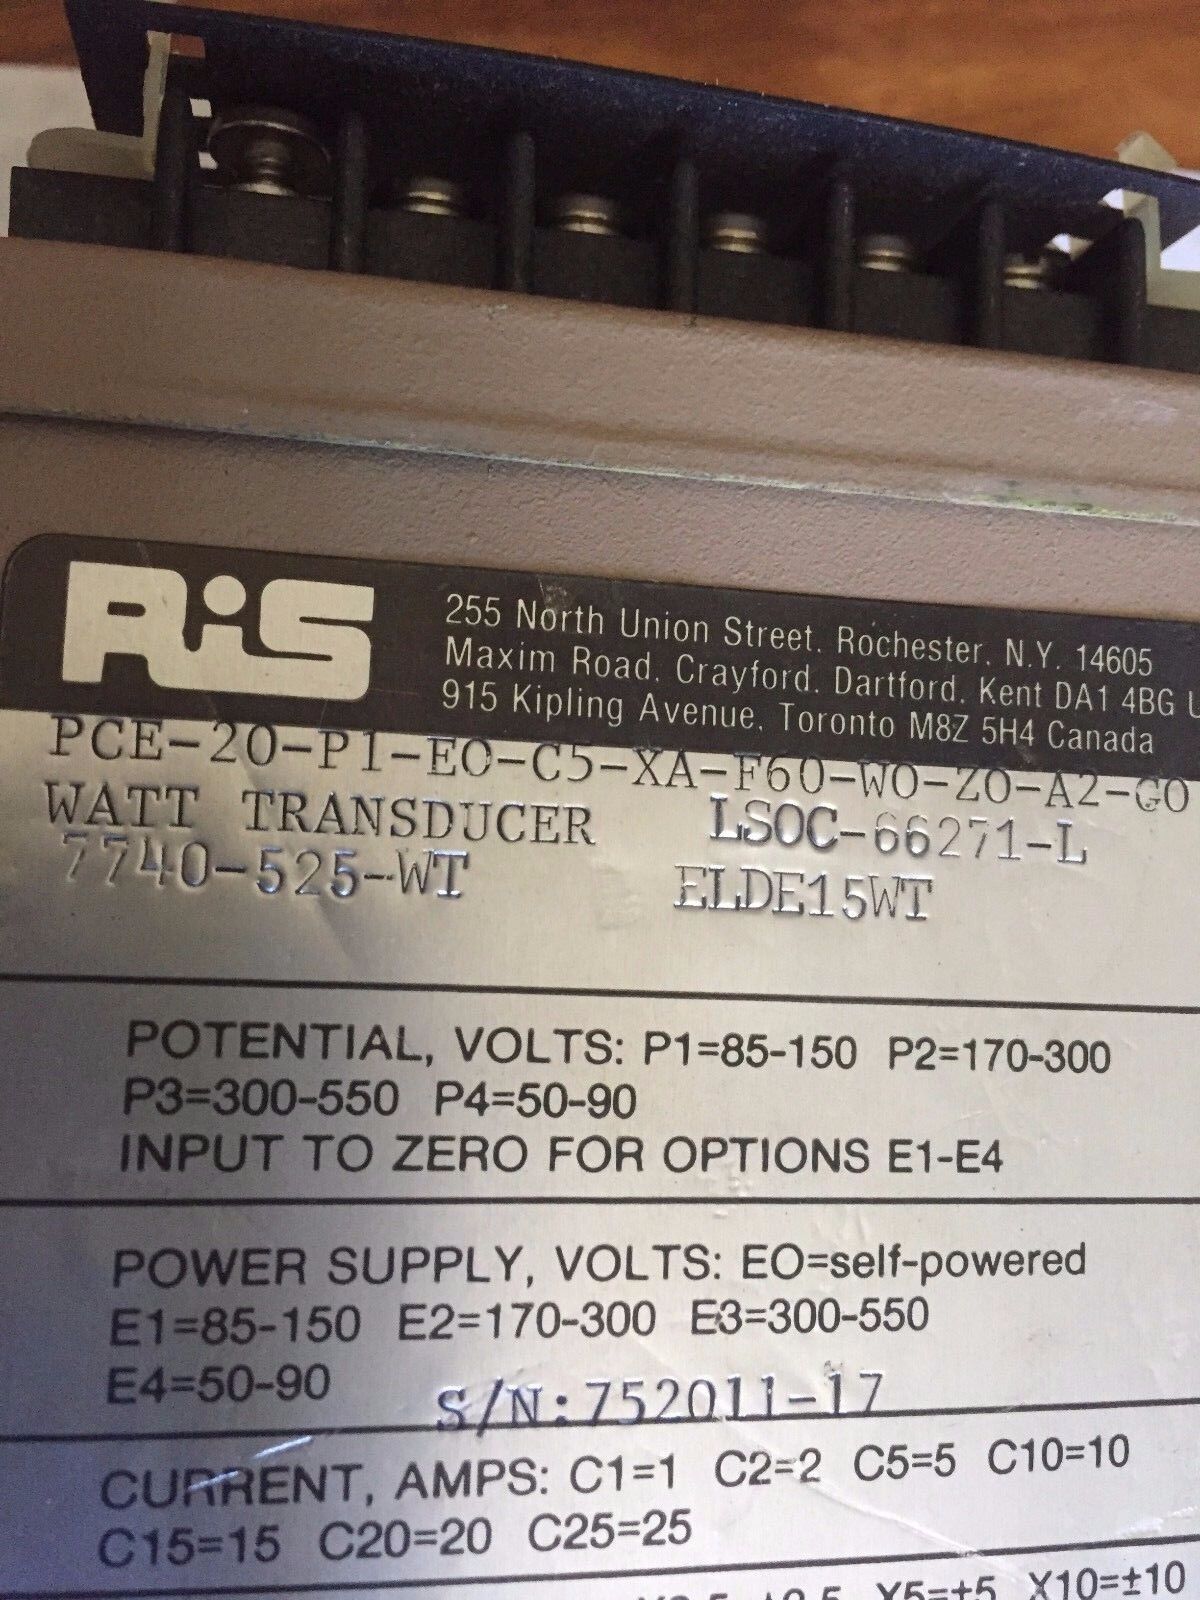 RiS
255 North Union Street. Rochester. N.Y. 14605
Maxim Road. Crayford. Dartford. Kent DA1 4BG
915 Kipling Avenue. Toronto M8Z 5H4 Canada
PCE-20-P1-EO-C5-XA-F60-WO-ZO-A2-GO
WATT TRANSDUCER LSOC-66271-L
7740-525-WT ELDE15WT
POTENTIAL, VOLTS: P1=85-150 P2=170-300
P3=300-550 P4=50-90
INPUT TO ZERO FOR OPTIONS E1-E4
POWER SUPPLY, VOLTS: EO=self-powered
E1=85-150 E2=170-300 E3=300-550
E4=50-90 S/N:752011-17
CURRENT, AMPS: C1=1 C2=2 C5=5 C10=10
C15=15 C20=20 C25=25
X5=±5 X10=±10